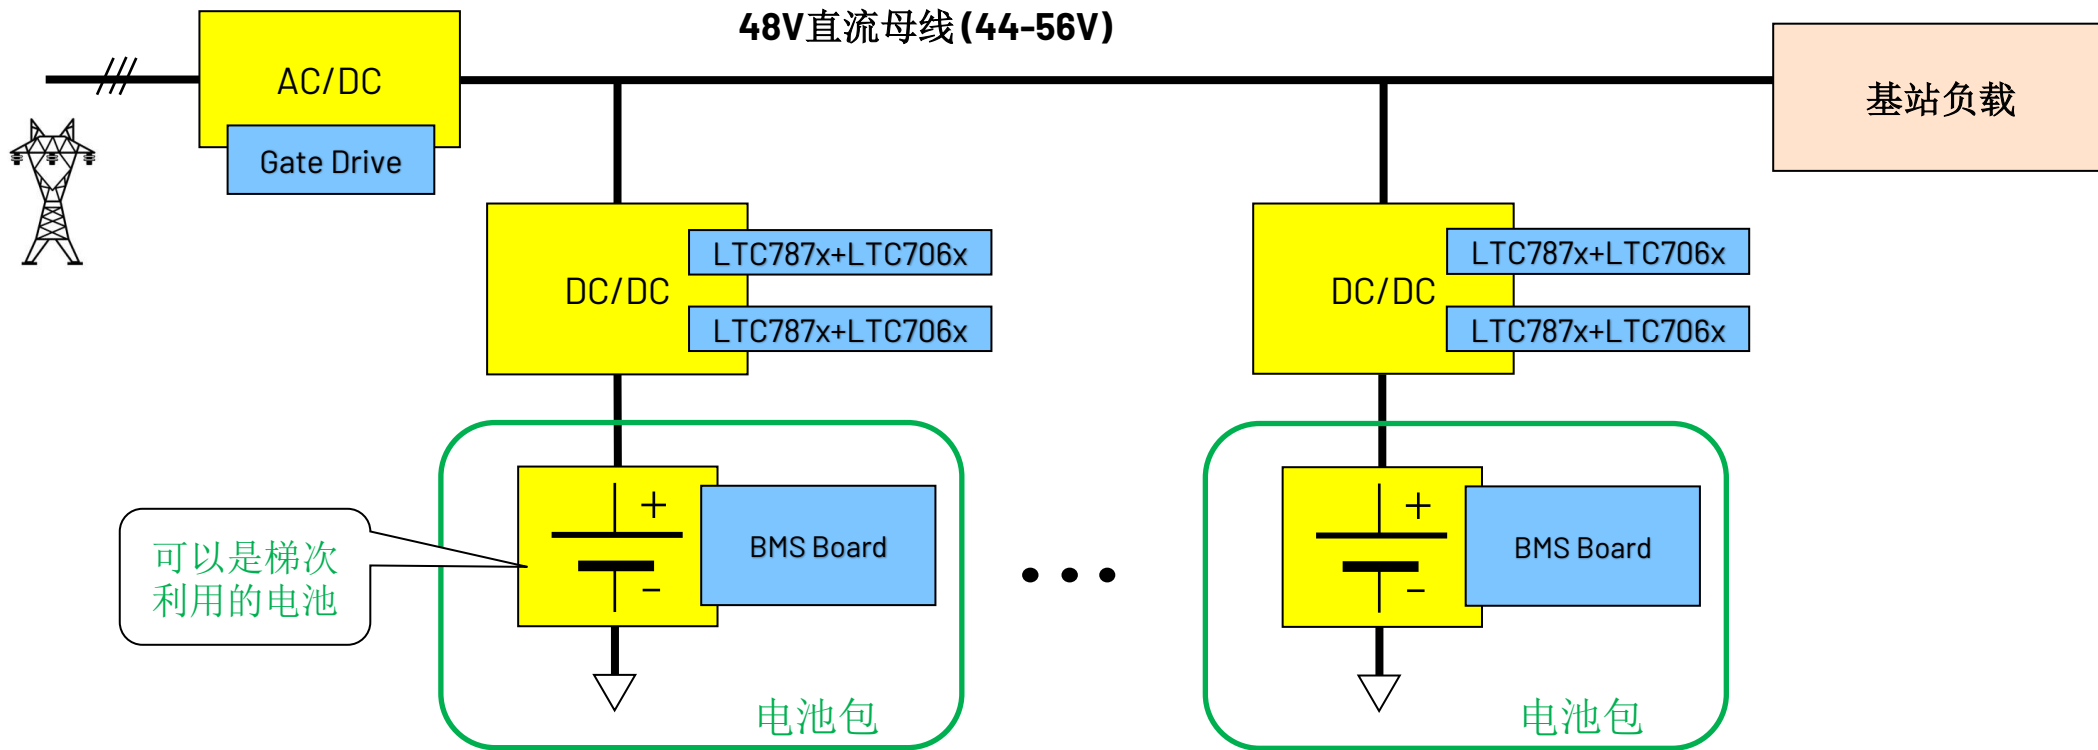 48V直流母线(44-56V)
AC/DC
Gate Drive
基站负载
DC/DC
LTC787x+LTC706x
LTC787x+LTC706x
DC/DC
LTC787x+LTC706x
LTC787x+LTC706x
可以是梯次
利用的电池
+
-
BMS Board
电池包
+
-
BMS Board
电池包